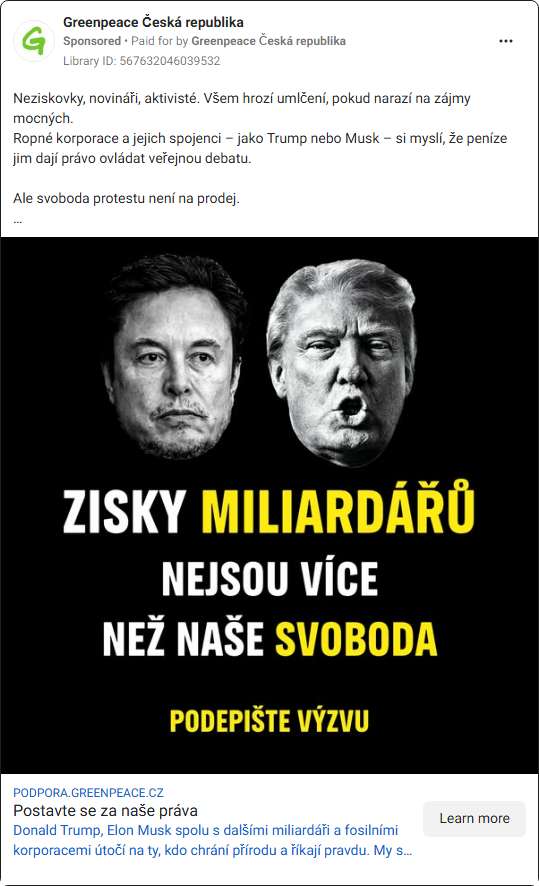 Greenpeace Česká republika
Sponsored • Paid for by Greenpeace Česká republika
Library ID: 567632046039532
Neziskovky, novináři, aktivisté. Všem hrozí umlčení, pokud narazí na zájmy
mocných.
Ropné korporace a jejich spojenci – jako Trump nebo Musk – si myslí, že peníze
jim dají právo ovládat veřejnou debatu.
Ale svoboda protestu není na prodej.
...
ZISKY MILIARDÁŘŮ
NEJSOU VÍCE
NEŽ NAŠE SVOBODA
PODEPIŠTE VÝZVU
PODPORA.GREENPEACE.CZ
Postavte se za naše práva
Donald Trump, Elon Musk spolu s dalšími miliardáři a fosilními
korporacemi útočí na ty, kdo chrání přírodu a říkají pravdu. My s...
Learn more